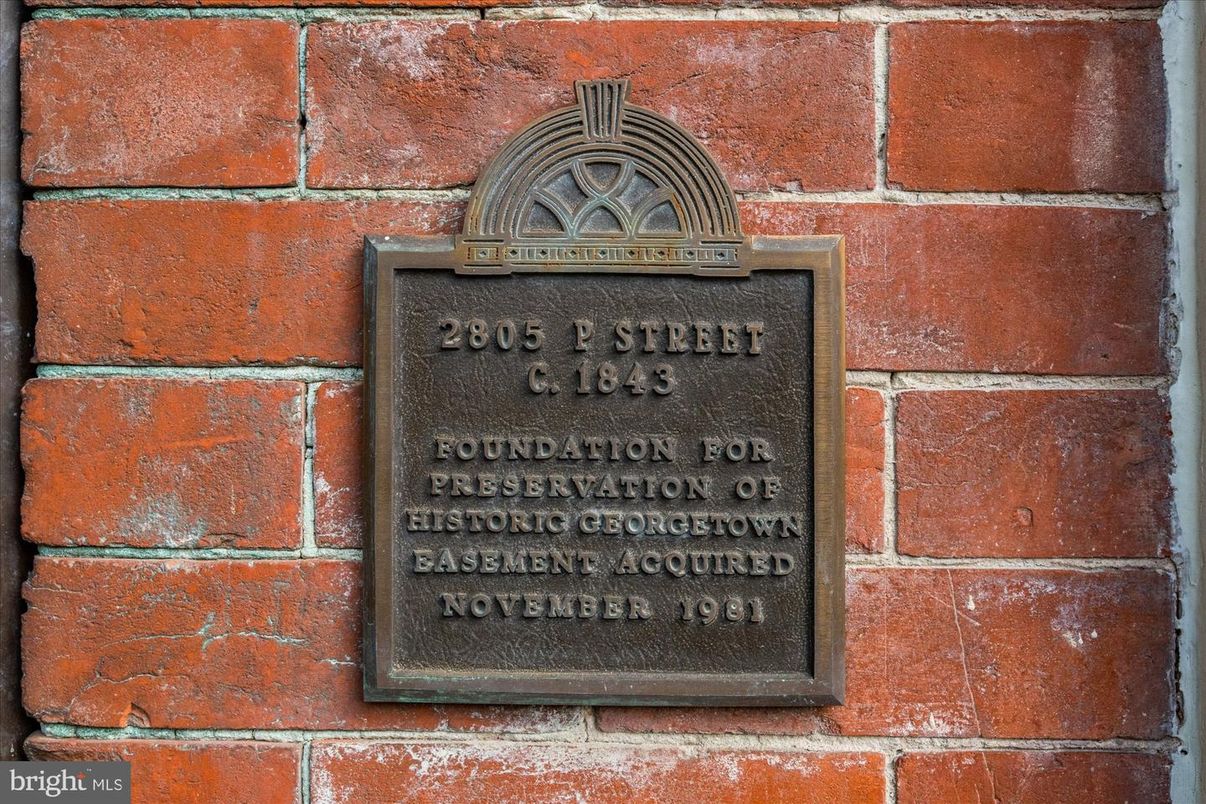 2805 P STREET
C. 1843
FOUNDATION FOR
PRESERVATION OF
HISTORIC GEORGETOWN
EASEMENT ACQUIRED
NOVEMBER 1981
bright MLS